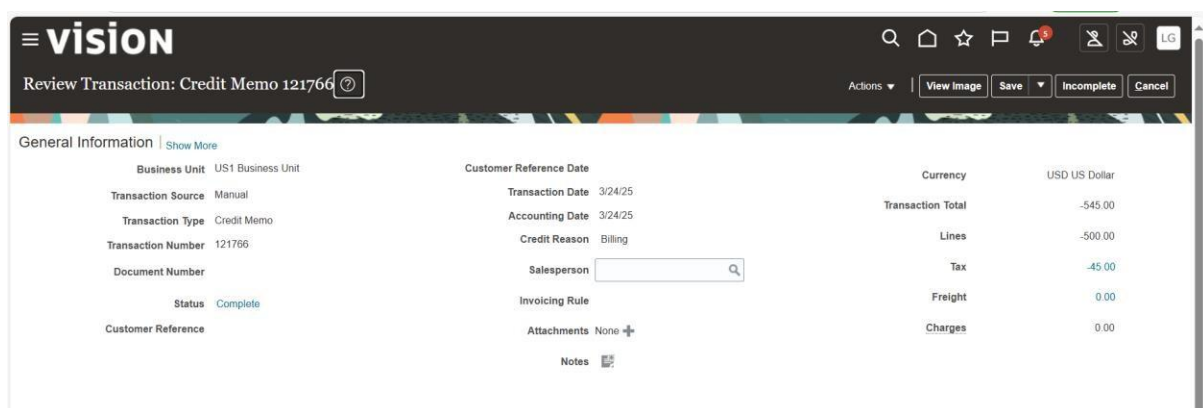 vision
5
LG
Review Transaction: Credit Memo 121766 ?
Actions View Image Save Incomplete Cancel
General Information Show More
Business Unit US1 Business Unit
Transaction Source Manual
Transaction Type Credit Memo
Transaction Number 121766
Document Number
Status Complete
Customer Reference
Customer Reference Date
Transaction Date 3/24/25
Accounting Date 3/24/25
Credit Reason Billing
Salesperson
Invoicing Rule
Attachments None
Notes
Currency USD US Dollar
Transaction Total -545.00
Lines -500.00
Tax -45.00
Freight 0.00
Charges 0.00